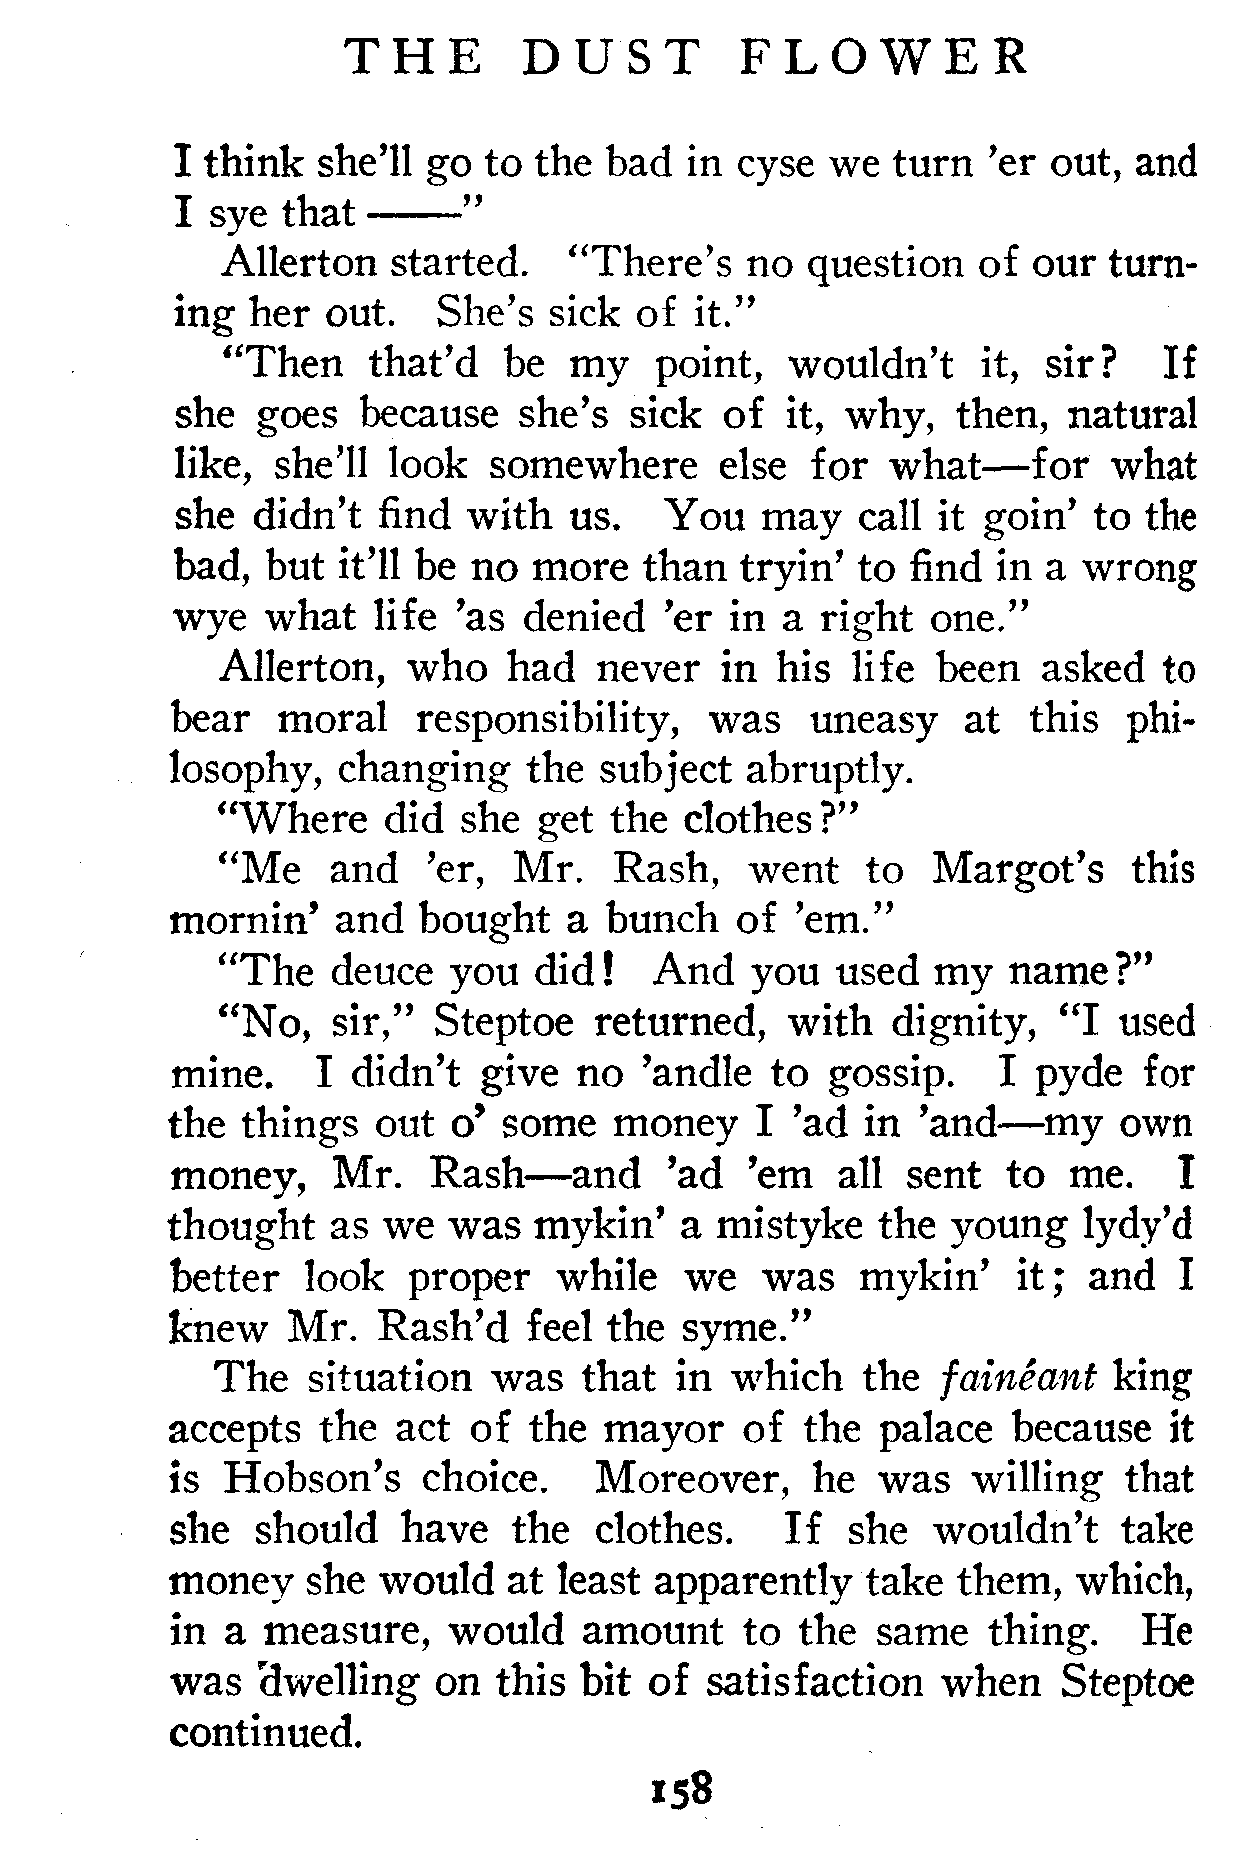 THE DUST FLOWER
I think she'll go to the bad in cyse we turn 'er out, and
I sye that ——"
Allerton started. "There's no question of our turn-
ing her out. She's sick of it."
"Then that'd be my point, wouldn't it, sir? If
she goes because she's sick of it, why, then, natural
like, she'll look somewhere else for what—for what
she didn't find with us. You may call it goin' to the
bad, but it'll be no more than tryin' to find in a wrong
wye what life 'as denied 'er in a right one."
Allerton, who had never in his life been asked to
bear moral responsibility, was uneasy at this phi-
losophy, changing the subject abruptly.
"Where did she get the clothes?"
"Me and 'er, Mr. Rash, went to Margot's this
mornin' and bought a bunch of 'em."
"The deuce you did! And you used my name?"
"No, sir," Steptoe returned, with dignity, "I used
mine. I didn't give no 'andle to gossip. I pyde for
the things out o' some money I 'ad in 'and—my own
money, Mr. Rash—and 'ad 'em all sent to me. I
thought as we was mykin' a mistyke the young lydy'd
better look proper while we was mykin' it; and I
knew Mr. Rash'd feel the syme."
The situation was that in which the fainéant king
accepts the act of the mayor of the palace because it
is Hobson's choice. Moreover, he was willing that
she should have the clothes. If she wouldn't take
money she would at least apparently take them, which,
in a measure, would amount to the same thing. He
was dwelling on this bit of satisfaction when Steptoe
continued.
158